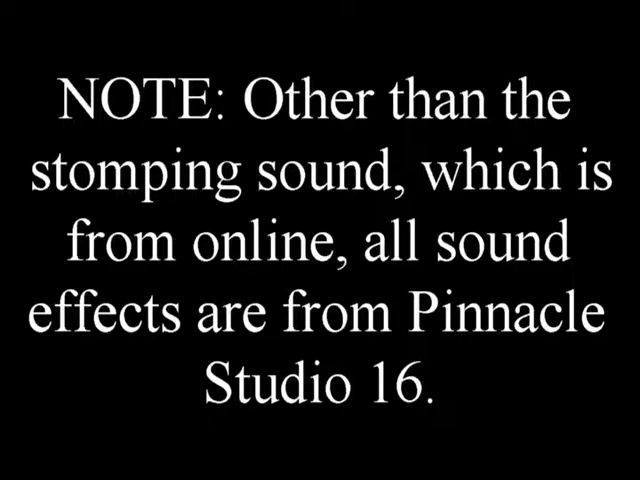 NOTE: Other than the
stomping sound, which is
from online, all sound
effects are from Pinnacle
Studio 16.